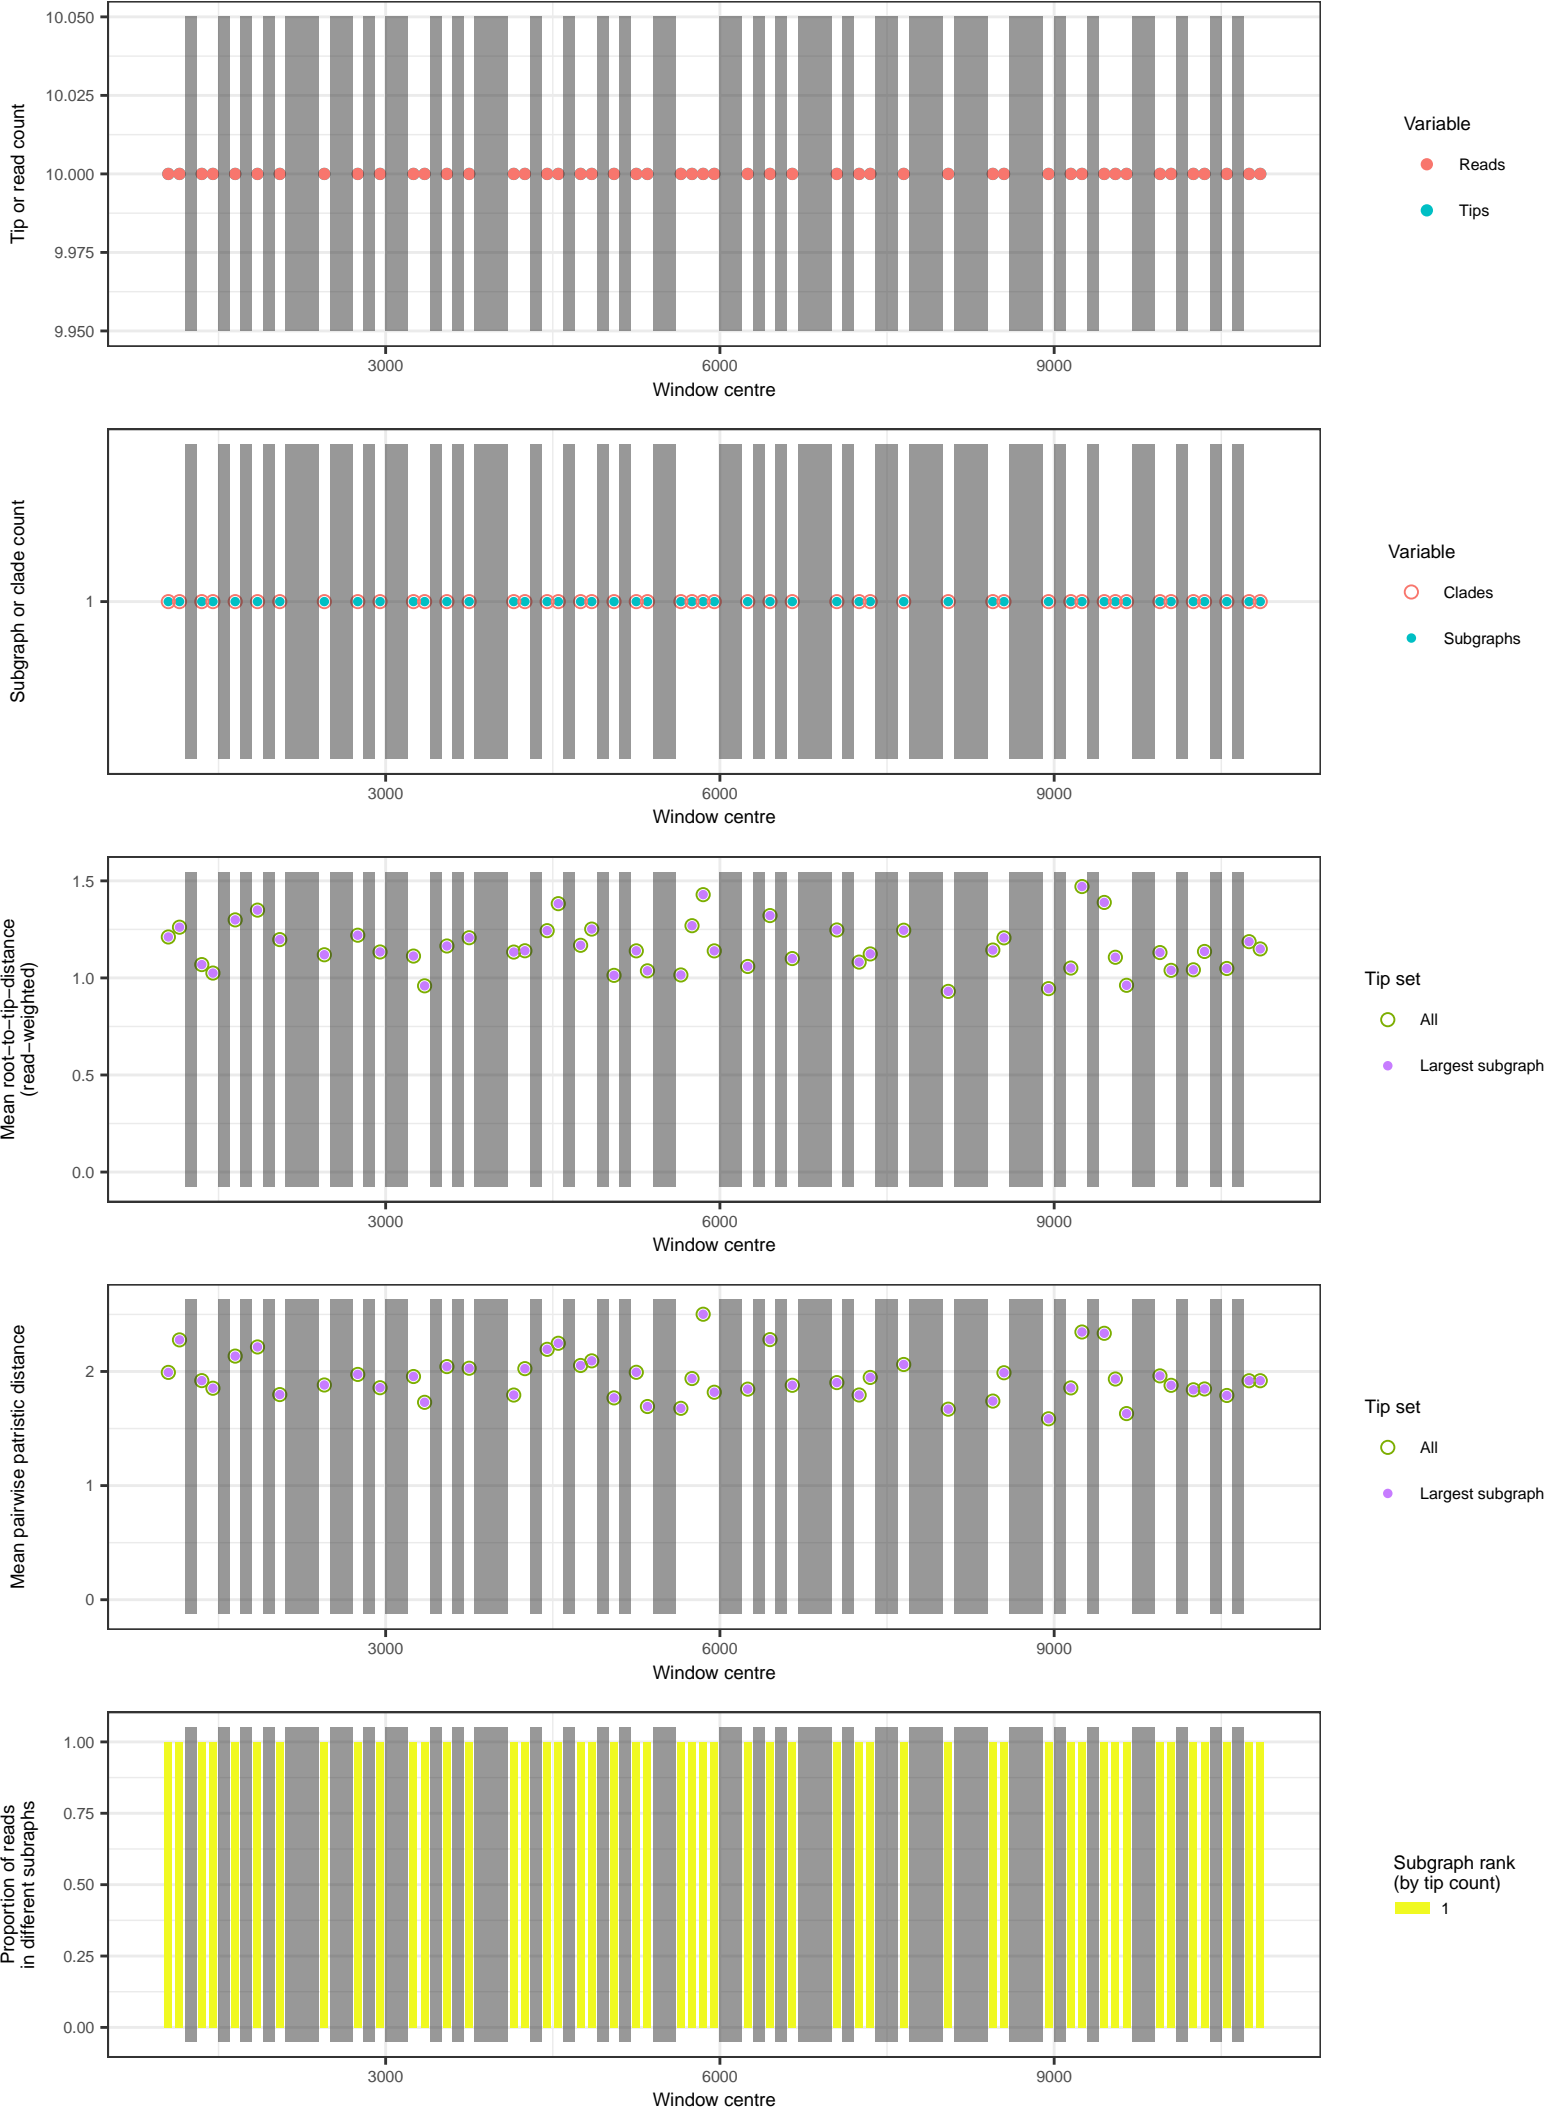 10.050
10.025
10.000
9.975
9.950
Tip or read count
3000
6000
9000
Window centre
Variable
Reads
Tips
1
Subgraph or clade count
3000
6000
9000
Window centre
Variable
Clades
Subgraphs
1.5
1.0
0.5
0.0
Mean root−to−tip−distance
(read−weighted)
3000
6000
9000
Window centre
Tip set
All
Largest subgraph
2
1
0
Mean pairwise patristic distance
3000
6000
9000
Window centre
Tip set
All
Largest subgraph
1.00
0.75
0.50
0.25
0.00
Proportion of reads
in different subraphs
3000
6000
9000
Window centre
Subgraph rank
(by tip count)
1